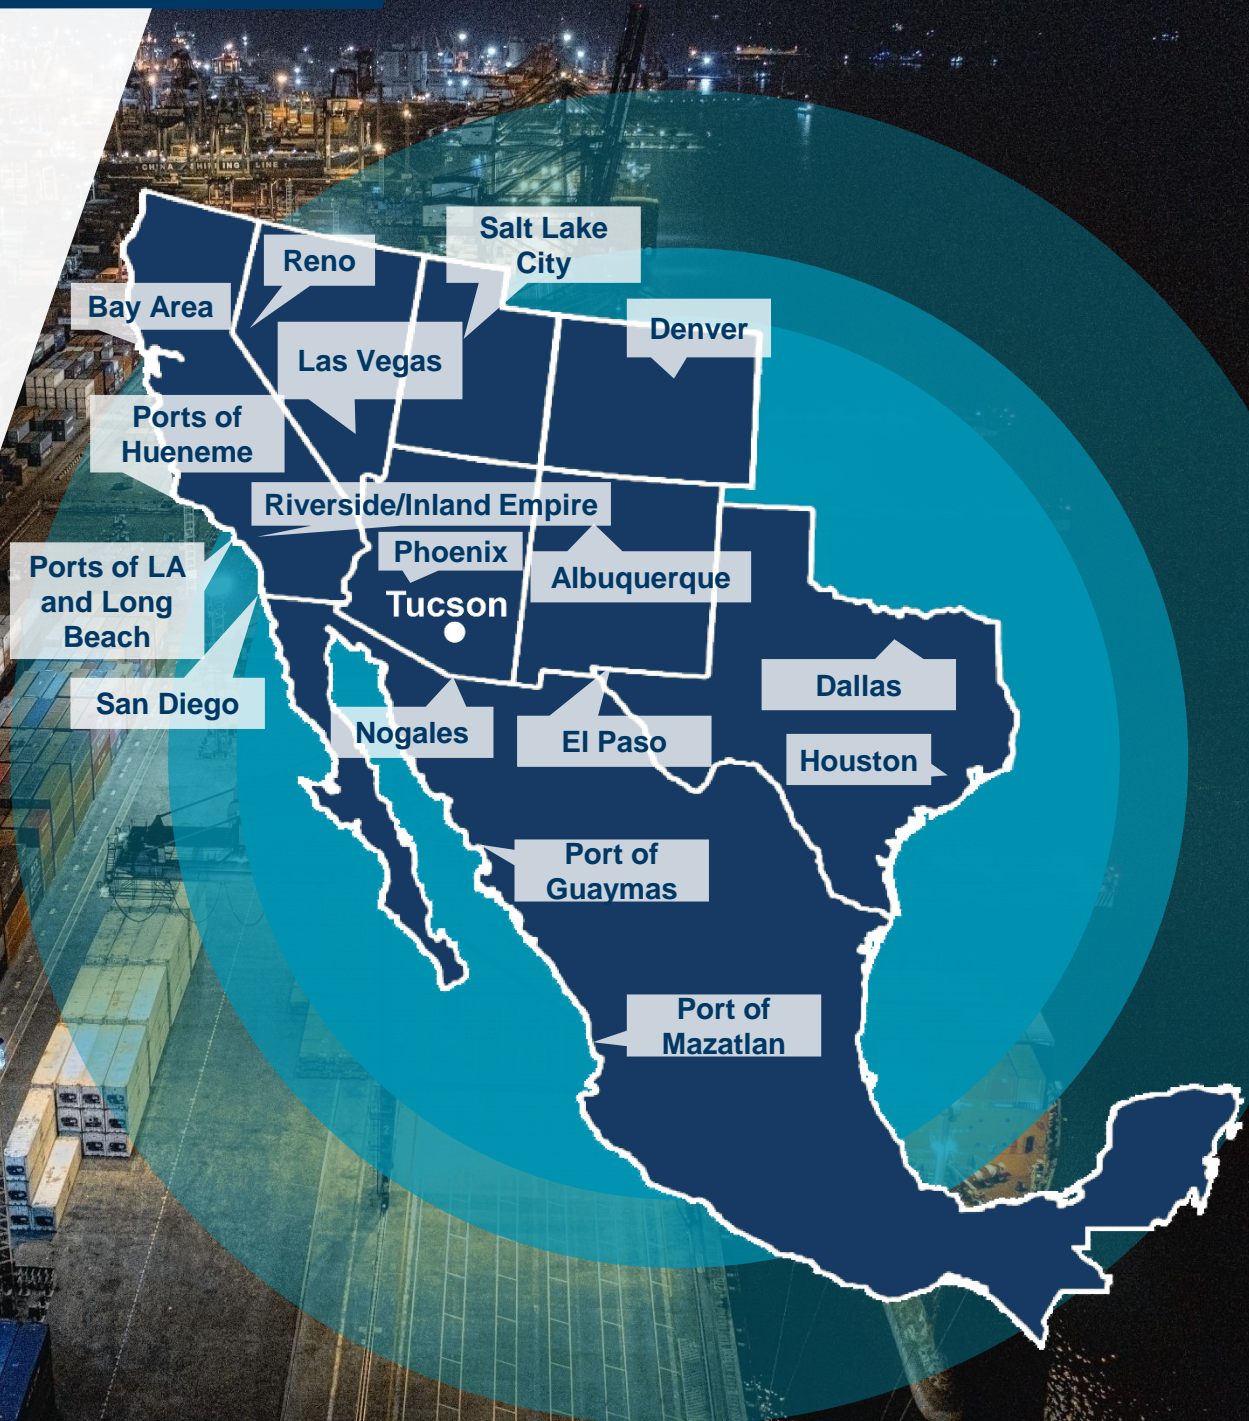 CHINA SHIPPING LINE
Salt Lake
City
Reno
Bay Area
Denver
Las Vegas
Ports of
Hueneme
Riverside/Inland Empire
Phoenix
Ports of LA
and Long
Beach
Albuquerque
Tucson
San Diego
Dallas
Nogales
El Paso
Houston
Port of
Guaymas
Port of
Mazatlan